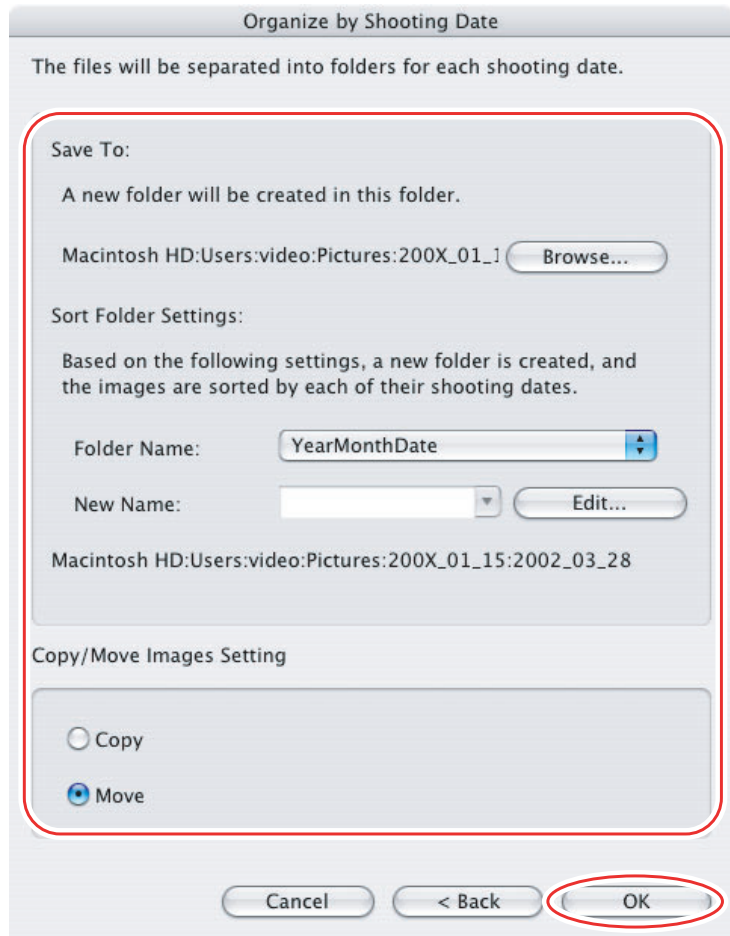 Organize by Shooting Date
The files will be separated into folders for each shooting date.
Save To:
A new folder will be created in this folder.
Macintosh HD:Users:video:Pictures:200X_01_1
Browse...
Sort Folder Settings:
Based on the following settings, a new folder is created, and
the images are sorted by each of their shooting dates.
Folder Name: YearMonthDate
New Name: Edit...
Macintosh HD:Users:video:Pictures:200X_01_15:2002_03_28
Copy/Move Images Setting
Copy
Move
Cancel < Back OK